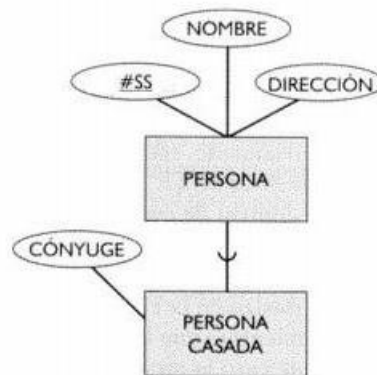 NOMBRE
#SS
DIRECCIÓN
PERSONA
CÓNYUGE
PERSONA
CASADA